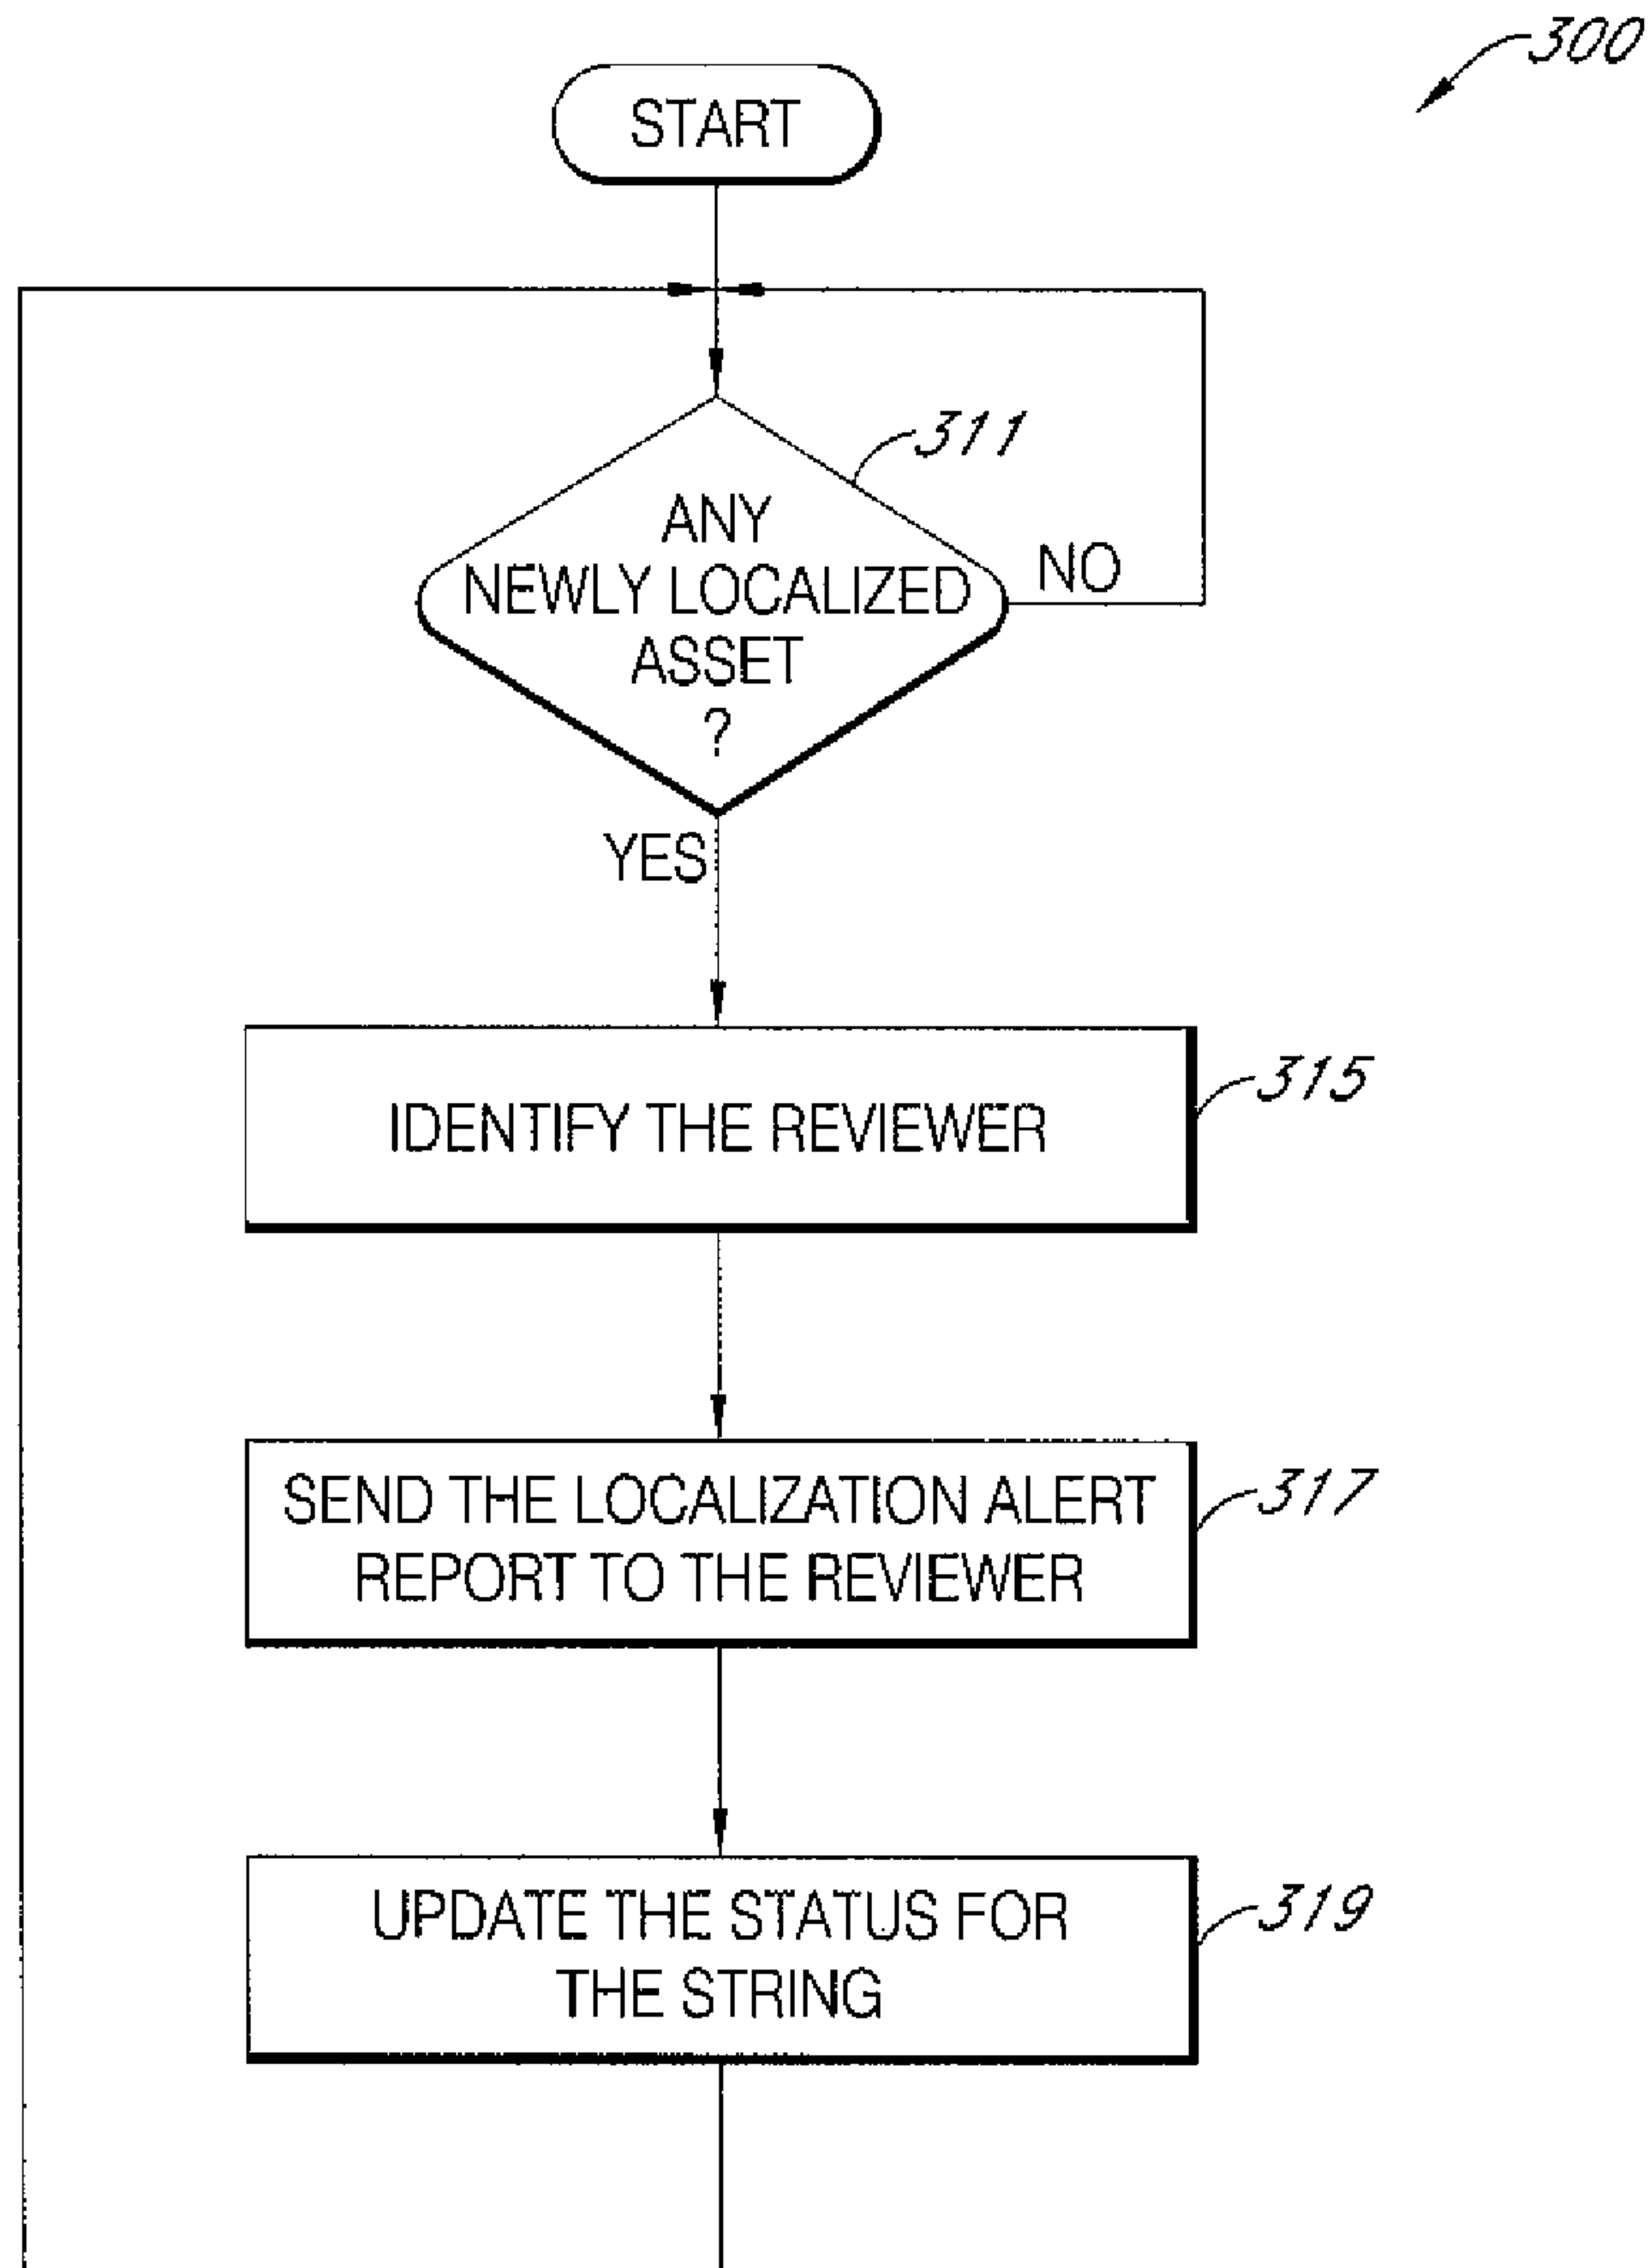 300
START
311
ANY
NEWLY LOCALIZED
ASSET
?
NO
YES
IDENTIFY THE REVIEWER
315
SEND THE LOCALIZATION ALERT
REPORT TO THE REVIEWER
317
UPDATE THE STATUS FOR
THE STRING
319